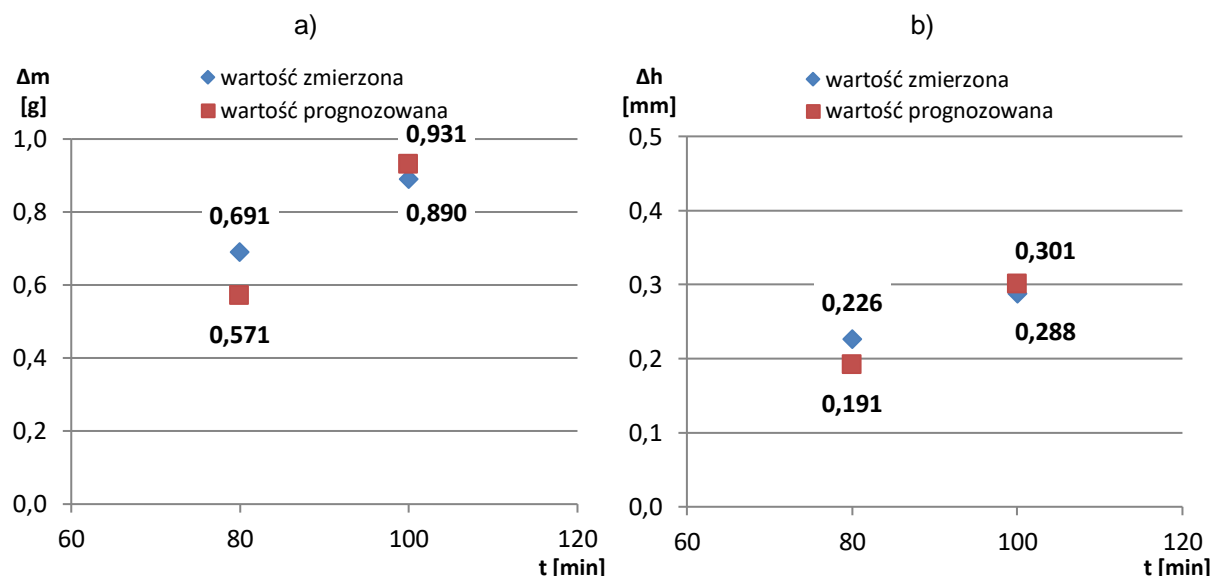 a)
Δm
[g]
wartość zmierzona
wartość prognozowana
1,0
0,8
0,6
0,4
0,2
0,0
0,931
0,691
0,890
0,571
60
80
100
120
t [min]
b)
Δh
[mm]
wartość zmierzona
wartość prognozowana
0,5
0,4
0,3
0,2
0,1
0,0
0,301
0,226
0,288
0,191
60
80
100
120
t [min]